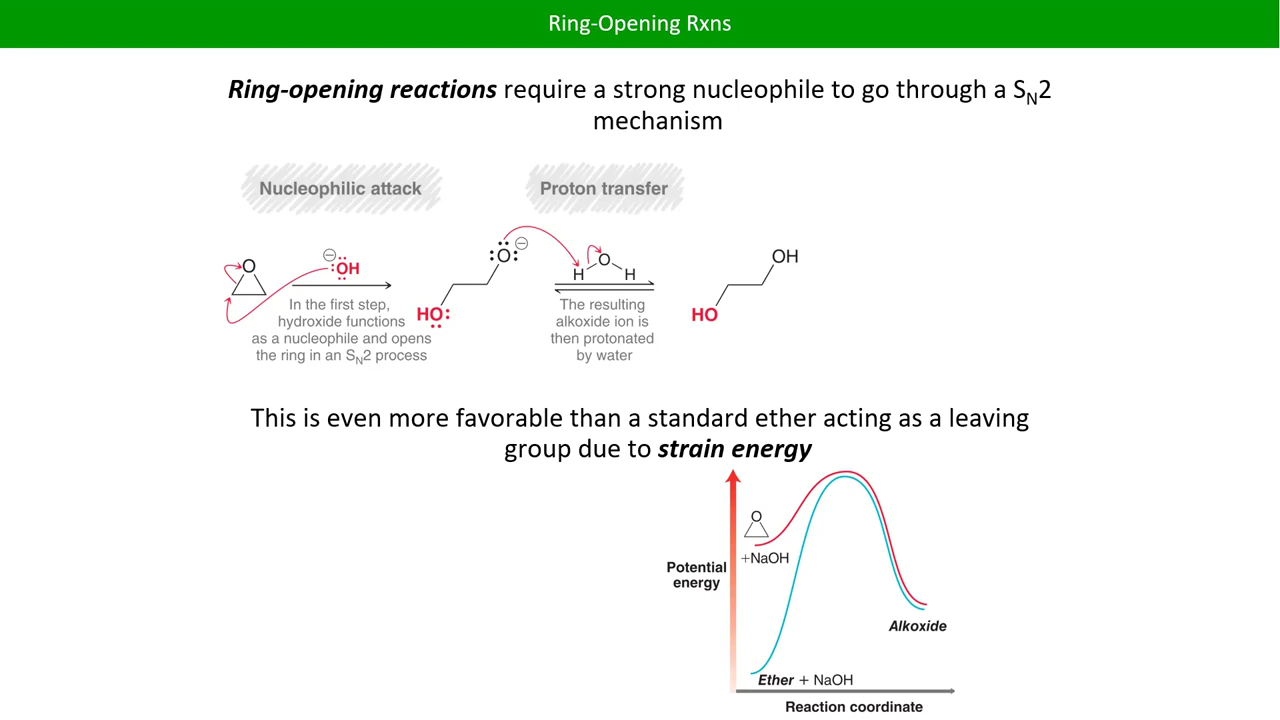 Ring-Opening Rxns
Ring-opening reactions require a strong nucleophile to go through a SN2
mechanism
Nucleophilic attack
Proton transfer
O
⊖
:ÖH
In the first step,
hydroxide functions
as a nucleophile and opens
the ring in an SN2 process
:O: ⊖
HO:
O
H H
The resulting
alkoxide ion is
then protonated
by water
OH
HO
This is even more favorable than a standard ether acting as a leaving
group due to strain energy
Potential
energy
O
+NaOH
Alkoxide
Ether + NaOH
Reaction coordinate